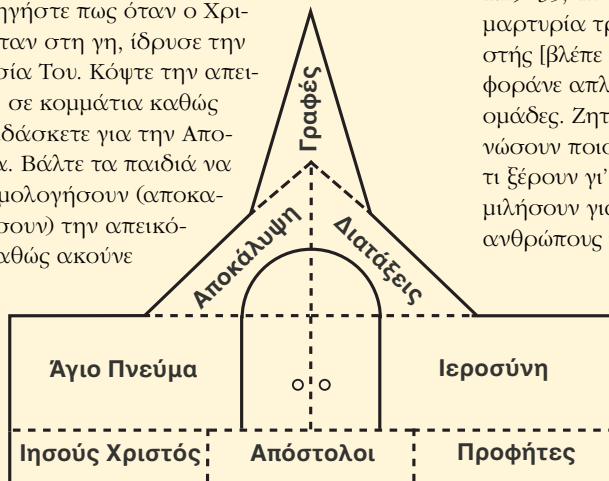 ηγήστε πως όταν ο Χρι-
ταν στη γη, ίδρυσε την
σία Του. Κόψτε την απει-
σε κομμάτια καθώς
δάσκετε για την Απο-
α. Βάλτε τα παιδιά να
μολογήσουν (αποκα-
σουν) την απεικό-
αθώς ακούνε
μαρτυρία τρ
στής [βλέπε
φοράνε απλ
ομάδες. Ζητ
νώσουν ποιο
τι ξέρουν γι'
μιλήσουν για
ανθρώπους
Γραφές
Αποκάλυψη
Διατάξεις
Άγιο Πνεύμα
Ιεροσύνη
Ιησούς Χριστός
Απόστολοι
Προφήτες